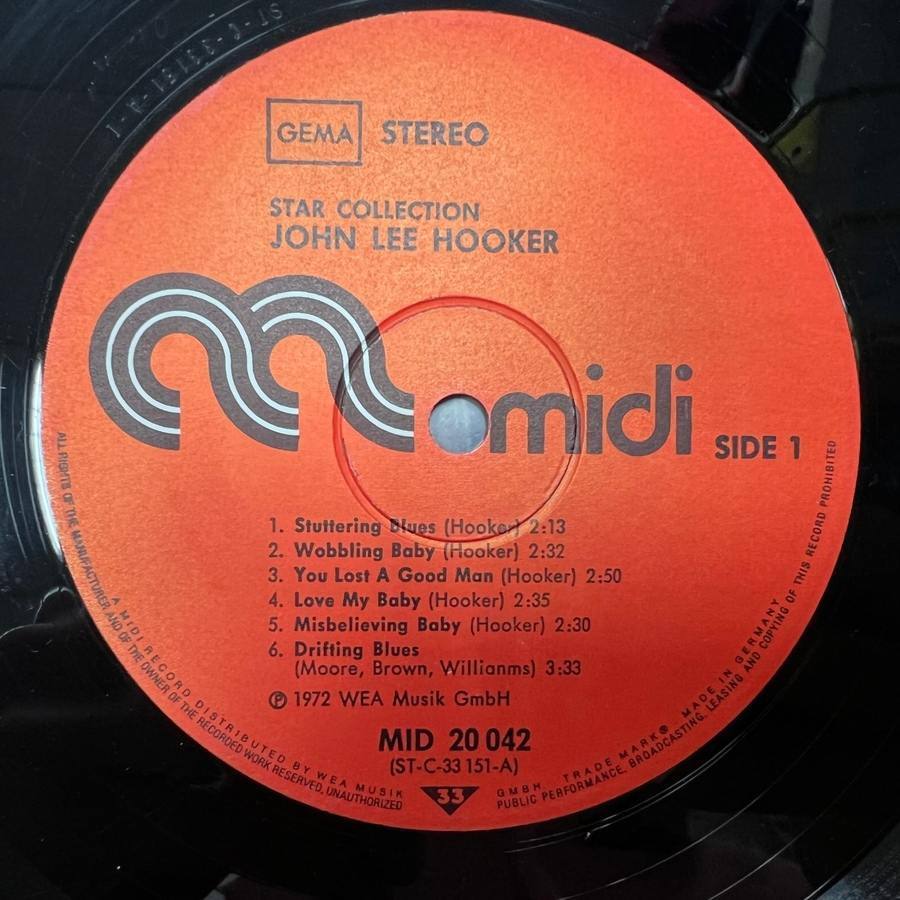 ST-C-33151-A-1
GEMA STEREO
STAR COLLECTION
JOHN LEE HOOKER
midi SIDE 1
1. Stuttering Blues (Hooker) 2:13
2. Wobbling Baby (Hooker) 2:32
3. You Lost A Good Man (Hooker) 2:50
4. Love My Baby (Hooker) 2:35
5. Misbelieving Baby (Hooker) 2:30
6. Drifting Blues
(Moore, Brown, Willianms) 3:33
℗ 1972 WEA Musik GmbH
MID 20 042
(ST-C-33 151-A)
33
A MIDI RECORD DISTRIBUTED BY WEA MUSIK GMBH. TRADE MARK® MADE IN GERMANY
ALL RIGHTS OF THE MANUFACTURER AND OF THE OWNER OF THE RECORDED WORK RESERVED, UNAUTHORIZED PUBLIC PERFORMANCE, BROADCASTING, LEASING AND COPYING OF THIS RECORD PROHIBITED